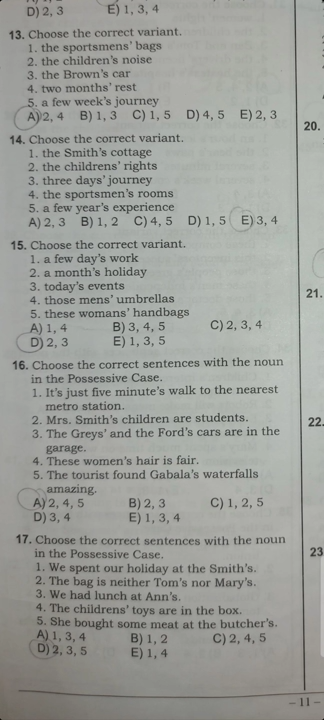 D) 2, 3 E) 1, 3, 4
13. Choose the correct variant.
1. the sportsmens' bags
2. the children's noise
3. the Brown's car
4. two months' rest
5. a few week's journey
A) 2, 4 B) 1, 3 C) 1, 5 D) 4, 5 E) 2, 3
14. Choose the correct variant.
1. the Smith's cottage
2. the childrens' rights
3. three days' journey
4. the sportsmen's rooms
5. a few year's experience
A) 2, 3 B) 1, 2 C) 4, 5 D) 1, 5 E) 3, 4
15. Choose the correct variant.
1. a few day's work
2. a month's holiday
3. today's events
4. those mens' umbrellas
5. these womans' handbags
A) 1, 4 B) 3, 4, 5 C) 2, 3, 4
D) 2, 3 E) 1, 3, 5
16. Choose the correct sentences with the noun
in the Possessive Case.
1. It's just five minute's walk to the nearest
metro station.
2. Mrs. Smith's children are students.
3. The Greys' and the Ford's cars are in the
garage.
4. These women's hair is fair.
5. The tourist found Gabala's waterfalls
amazing.
A) 2, 4, 5 B) 2, 3 C) 1, 2, 5
D) 3, 4 E) 1, 3, 4
17. Choose the correct sentences with the noun
in the Possessive Case.
1. We spent our holiday at the Smith's.
2. The bag is neither Tom's nor Mary's.
3. We had lunch at Ann's.
4. The childrens' toys are in the box.
5. She bought some meat at the butcher's.
A) 1, 3, 4 B) 1, 2 C) 2, 4, 5
D) 2, 3, 5 E) 1, 4
20.
21.
22.
23
- 11 -